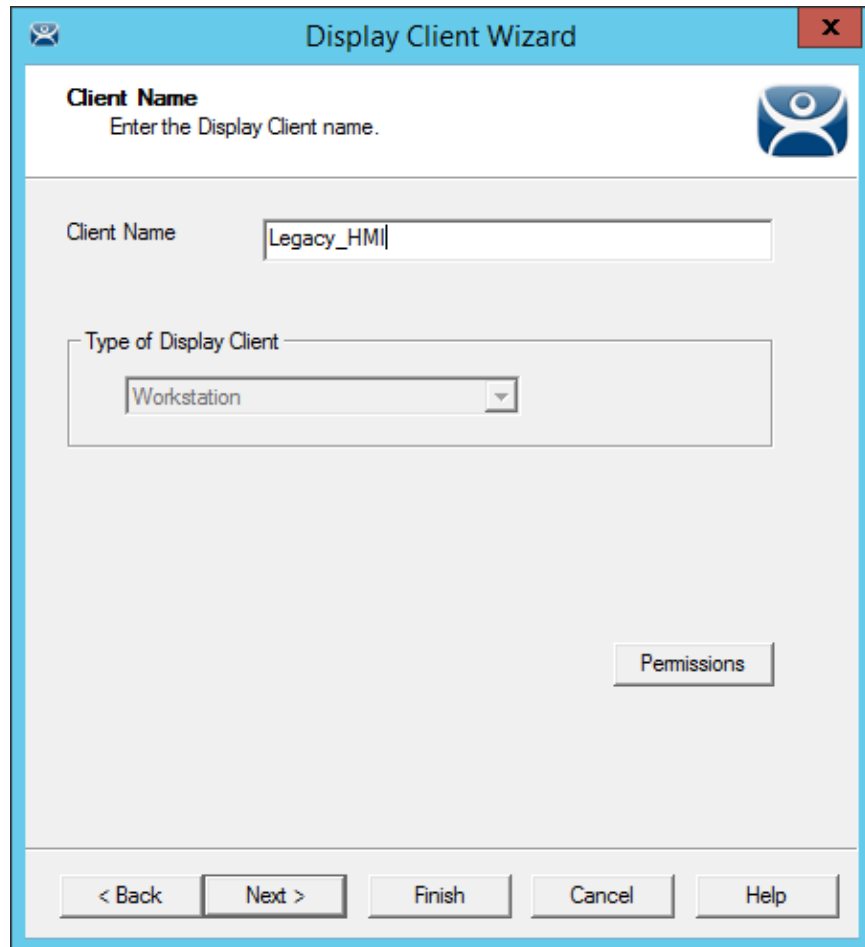 Display Client Wizard
x
Client Name
Enter the Display Client name.
Client Name
Legacy_HMI
Type of Display Client
Workstation
Permissions
< Back
Next >
Finish
Cancel
Help